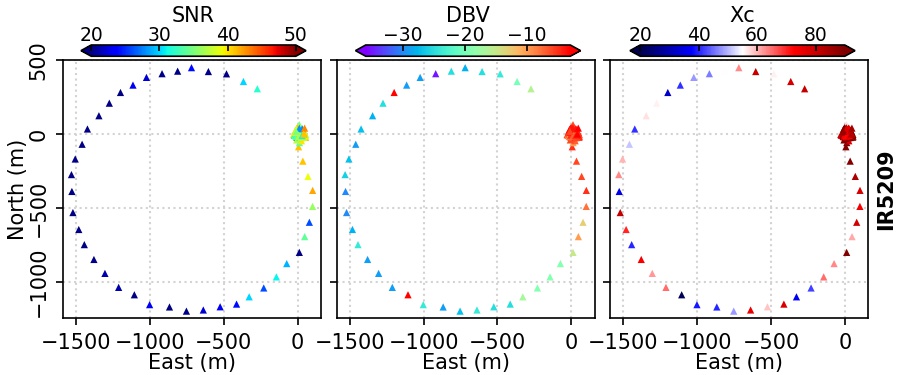 SNR DBV Xc
20 30 40 50 −30 −20 −10 20 40 60 80
500
0
−500
−1000
North (m)
IR5209
−1500 −1000 −500 0 −1500 −1000 −500 0 −1500 −1000 −500 0
East (m) East (m) East (m)